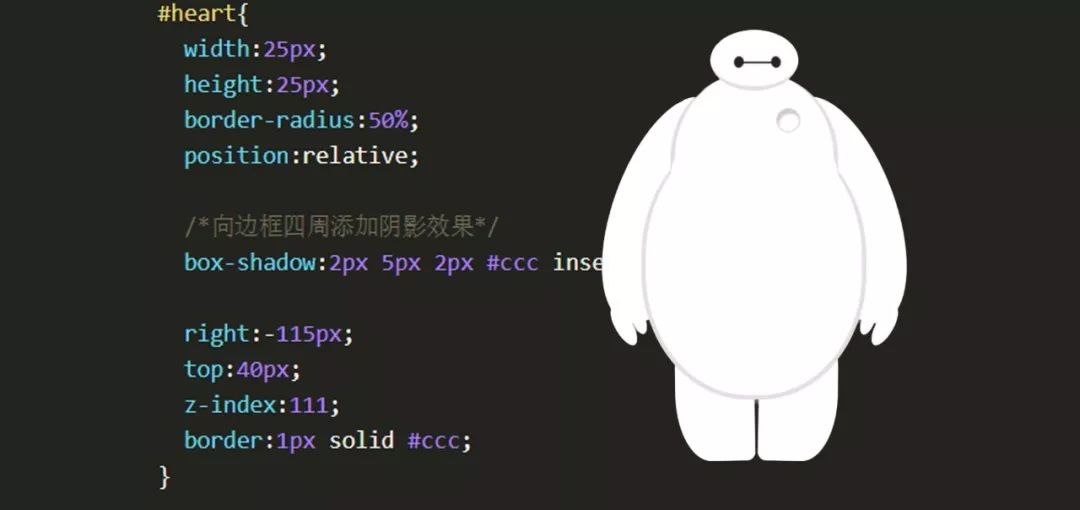 #heart{
width:25px;
height:25px;
border-radius:50%;
position:relative;
/*向边框四周添加阴影效果*/
box-shadow:2px 5px 2px #ccc inse
right:-115px;
top:40px;
z-index:111;
border:1px solid #ccc;
}